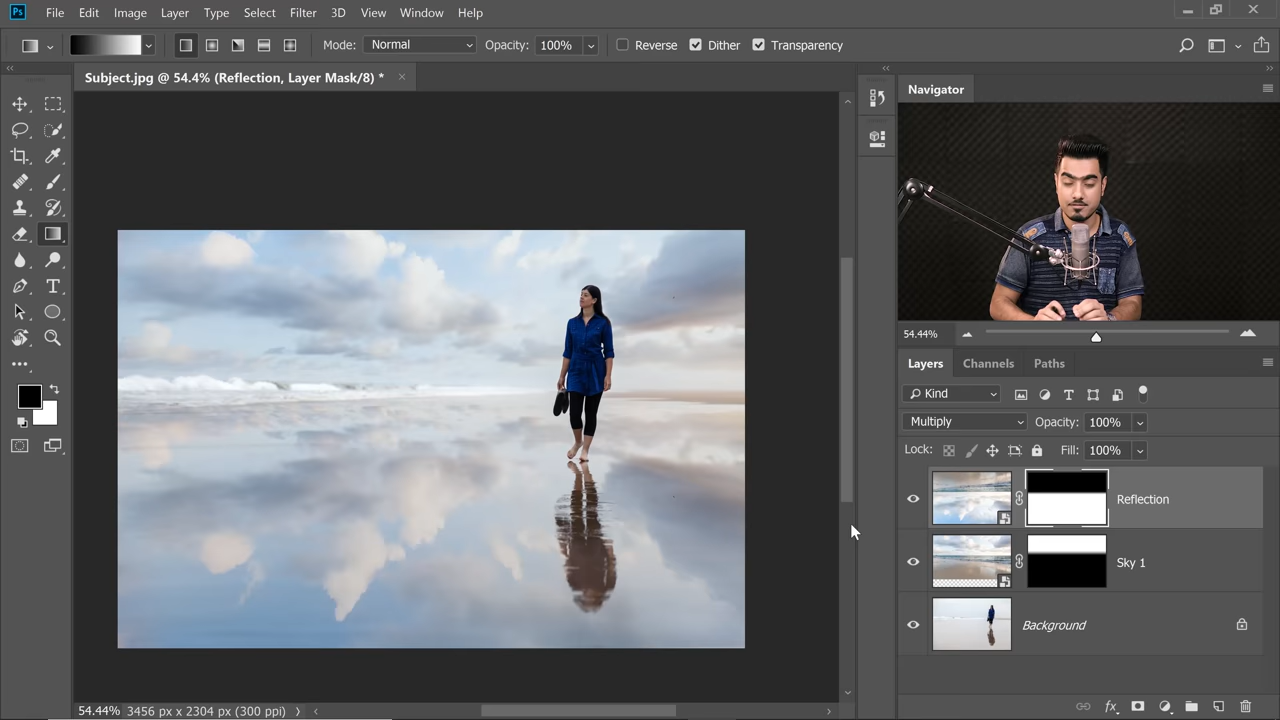 Ps File Edit Image Layer Type Select Filter 3D View Window Help
Mode: Normal Opacity: 100% Reverse Dither Transparency
Subject.jpg @ 54.4% (Reflection, Layer Mask/8) *
Navigator
54.44%
Layers Channels Paths
Kind
Multiply Opacity: 100%
Lock: Fill: 100%
Reflection
Sky 1
Background
54.44% 3456 px x 2304 px (300 ppi)